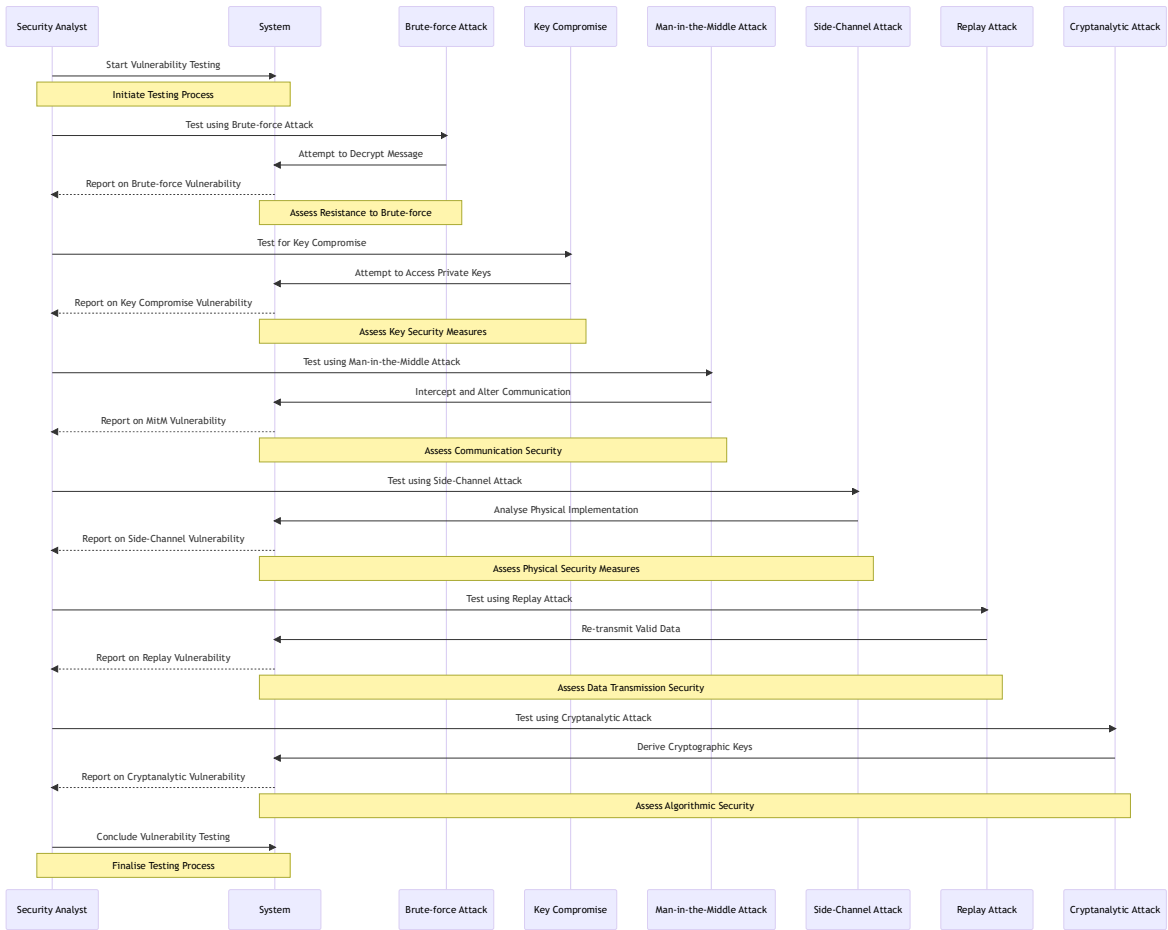 Security Analyst
System
Brute-force Attack
Key Compromise
Man-in-the-Middle Attack
Side-Channel Attack
Replay Attack
Cryptanalytic Attack
Start Vulnerability Testing
Initiate Testing Process
Test using Brute-force Attack
Attempt to Decrypt Message
Report on Brute-force Vulnerability
Assess Resistance to Brute-force
Test for Key Compromise
Attempt to Access Private Keys
Report on Key Compromise Vulnerability
Assess Key Security Measures
Test using Man-in-the-Middle Attack
Intercept and Alter Communication
Report on MitM Vulnerability
Assess Communication Security
Test using Side-Channel Attack
Analyse Physical Implementation
Report on Side-Channel Vulnerability
Assess Physical Security Measures
Test using Replay Attack
Re-transmit Valid Data
Report on Replay Vulnerability
Assess Data Transmission Security
Test using Cryptanalytic Attack
Derive Cryptographic Keys
Report on Cryptanalytic Vulnerability
Assess Algorithmic Security
Conclude Vulnerability Testing
Finalise Testing Process
Security Analyst
System
Brute-force Attack
Key Compromise
Man-in-the-Middle Attack
Side-Channel Attack
Replay Attack
Cryptanalytic Attack